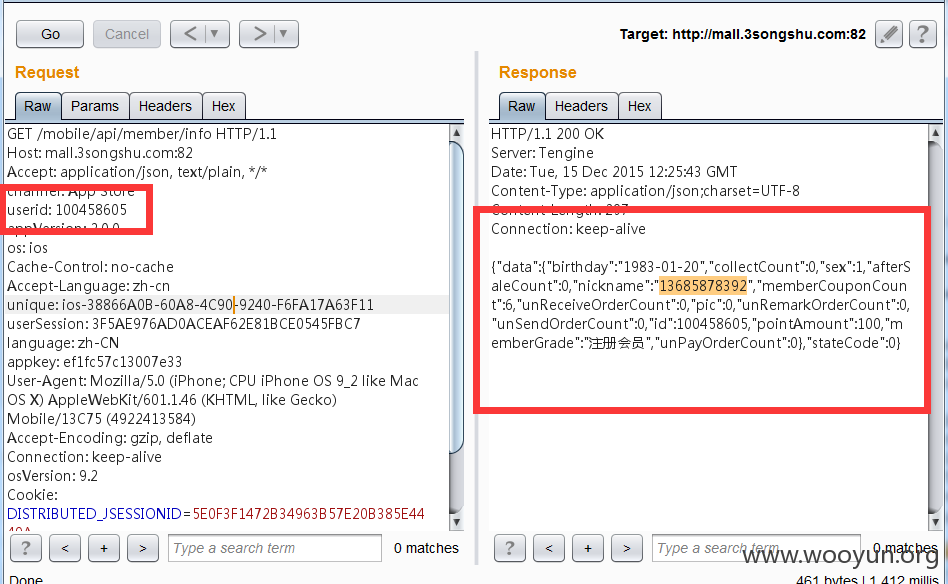 Go
Cancel
<
>
Target: http://mall.3songshu.com:82
?
Request
Raw
Params
Headers
Hex
GET /mobile/api/member/info HTTP/1.1
Host: mall.3songshu.com:82
Accept: application/json, text/plain, */*
channel: App Store
userid: 100458605
appVersion: 2.0.0
os: ios
Cache-Control: no-cache
Accept-Language: zh-cn
unique: ios-38866A0B-60A8-4C90-9240-F6FA17A63F11
userSession: 3F5AE976AD0ACEAF62E81BCE0545FBC7
language: zh-CN
appkey: ef1fc57c13007e33
User-Agent: Mozilla/5.0 (iPhone; CPU iPhone OS 9_2 like Mac
OS X) AppleWebKit/601.1.46 (KHTML, like Gecko)
Mobile/13C75 (4922413584)
Accept-Encoding: gzip, deflate
Connection: keep-alive
osVersion: 9.2
Cookie:
DISTRIBUTED_JSESSIONID=5E0F3F1472B34963B57E20B385E44
?
<
+
>
Type a search term
0 matches
Response
Raw
Headers
Hex
HTTP/1.1 200 OK
Server: Tengine
Date: Tue, 15 Dec 2015 12:25:43 GMT
Content-Type: application/json;charset=UTF-8
Content-Length: 297
Connection: keep-alive
{"data":{"birthday":"1983-01-20","collectCount":0,"sex":1,"afterS
aleCount":0,"nickname":"13685878392","memberCouponCoun
t":6,"unReceiveOrderCount":0,"pic":0,"unRemarkOrderCount":0,
"unSendOrderCount":0,"id":100458605,"pointAmount":100,"m
emberGrade":"注册会员","unPayOrderCount":0},"stateCode":0}
?
<
+
>
Type a search term
0 matches
www.wooyun.org
Done
461 bytes | 1,412 millis